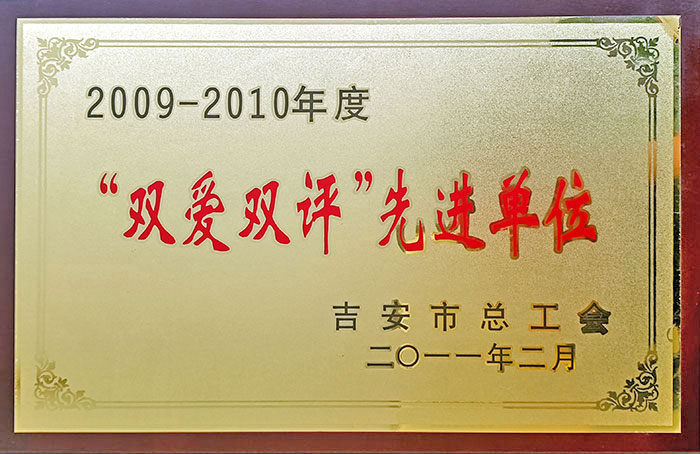 2009-2010年度
“双爱双评”先进单位
吉安市总工会
二〇一一年二月